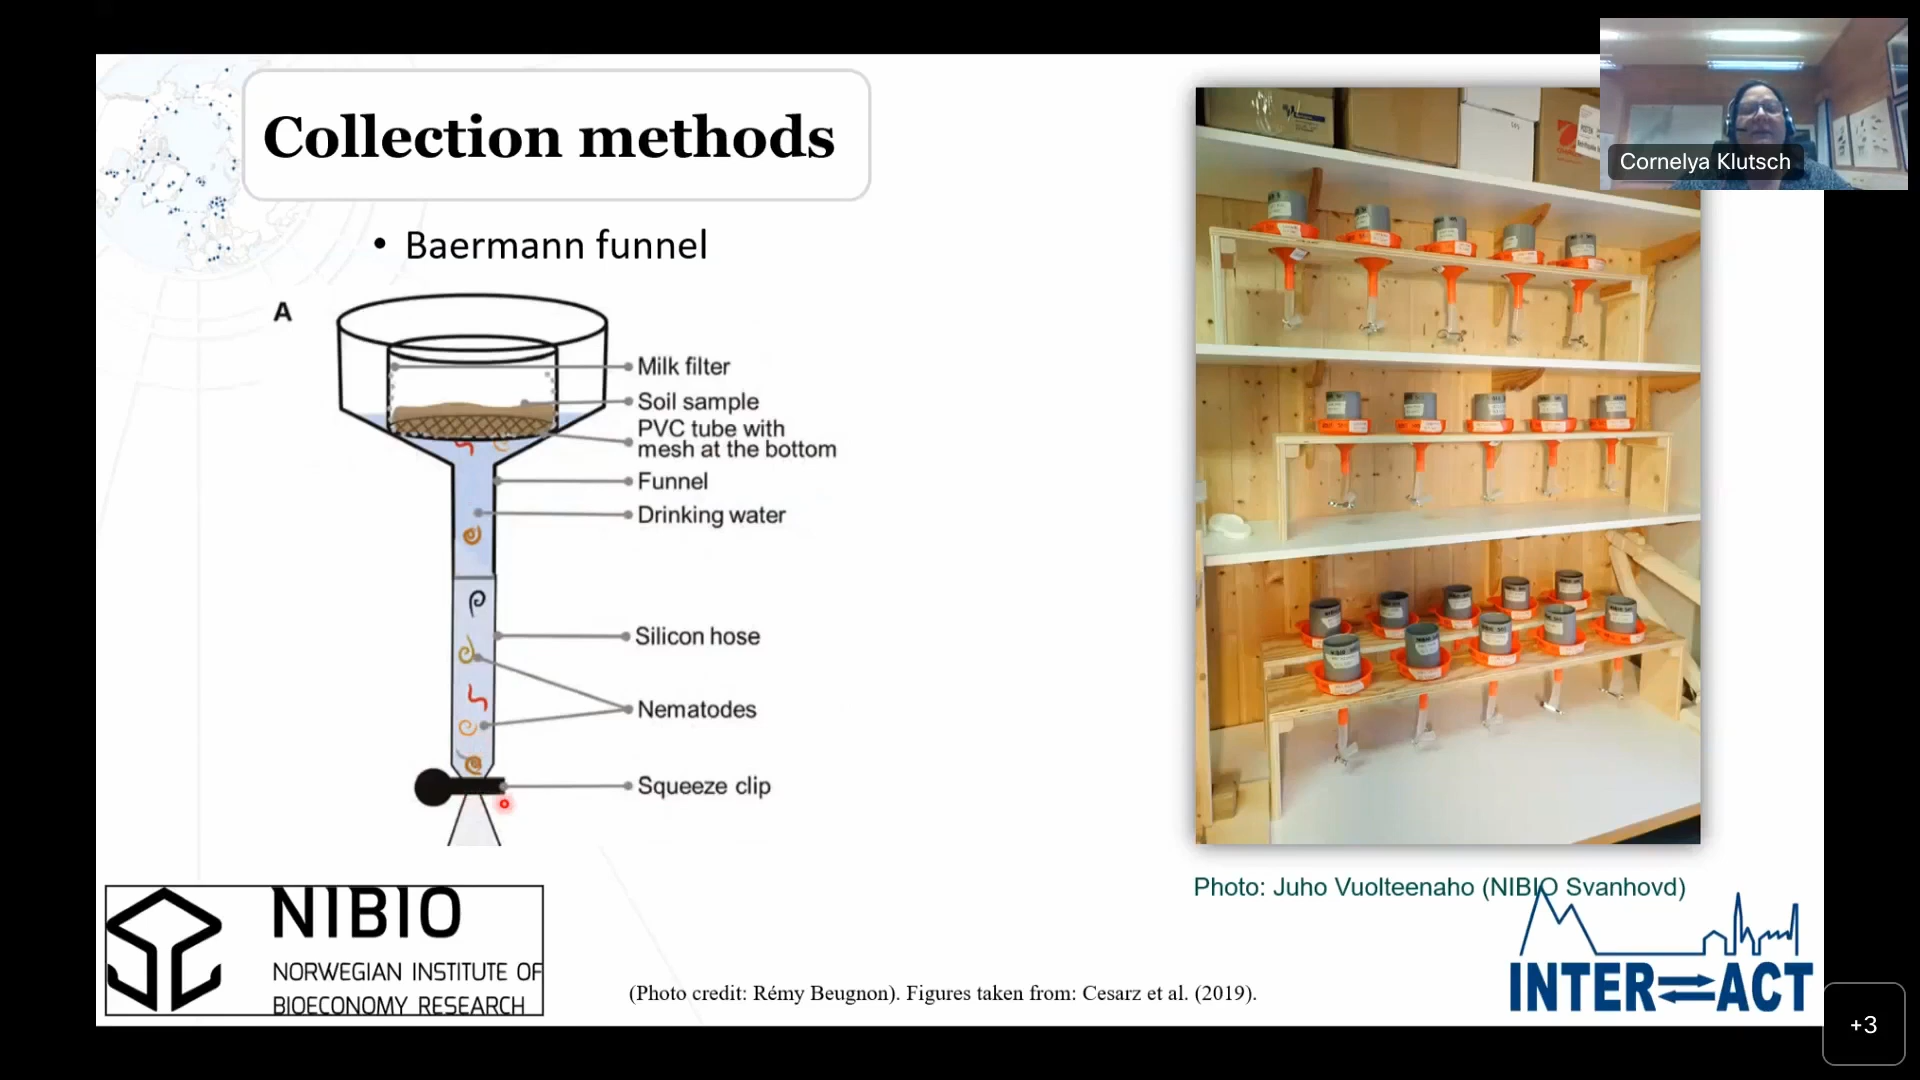 Collection methods
• Baermann funnel
A
Milk filter
Soil sample
PVC tube with
mesh at the bottom
Funnel
Drinking water
Silicon hose
Nematodes
Squeeze clip
Cornelya Klutsch
Photo: Juho Vuolteenaho (NIBIO Svanhovd)
NIBIO
NORWEGIAN INSTITUTE OF
BIOECONOMY RESEARCH
(Photo credit: Rémy Beugnon). Figures taken from: Cesarz et al. (2019).
INTER ACT
+3